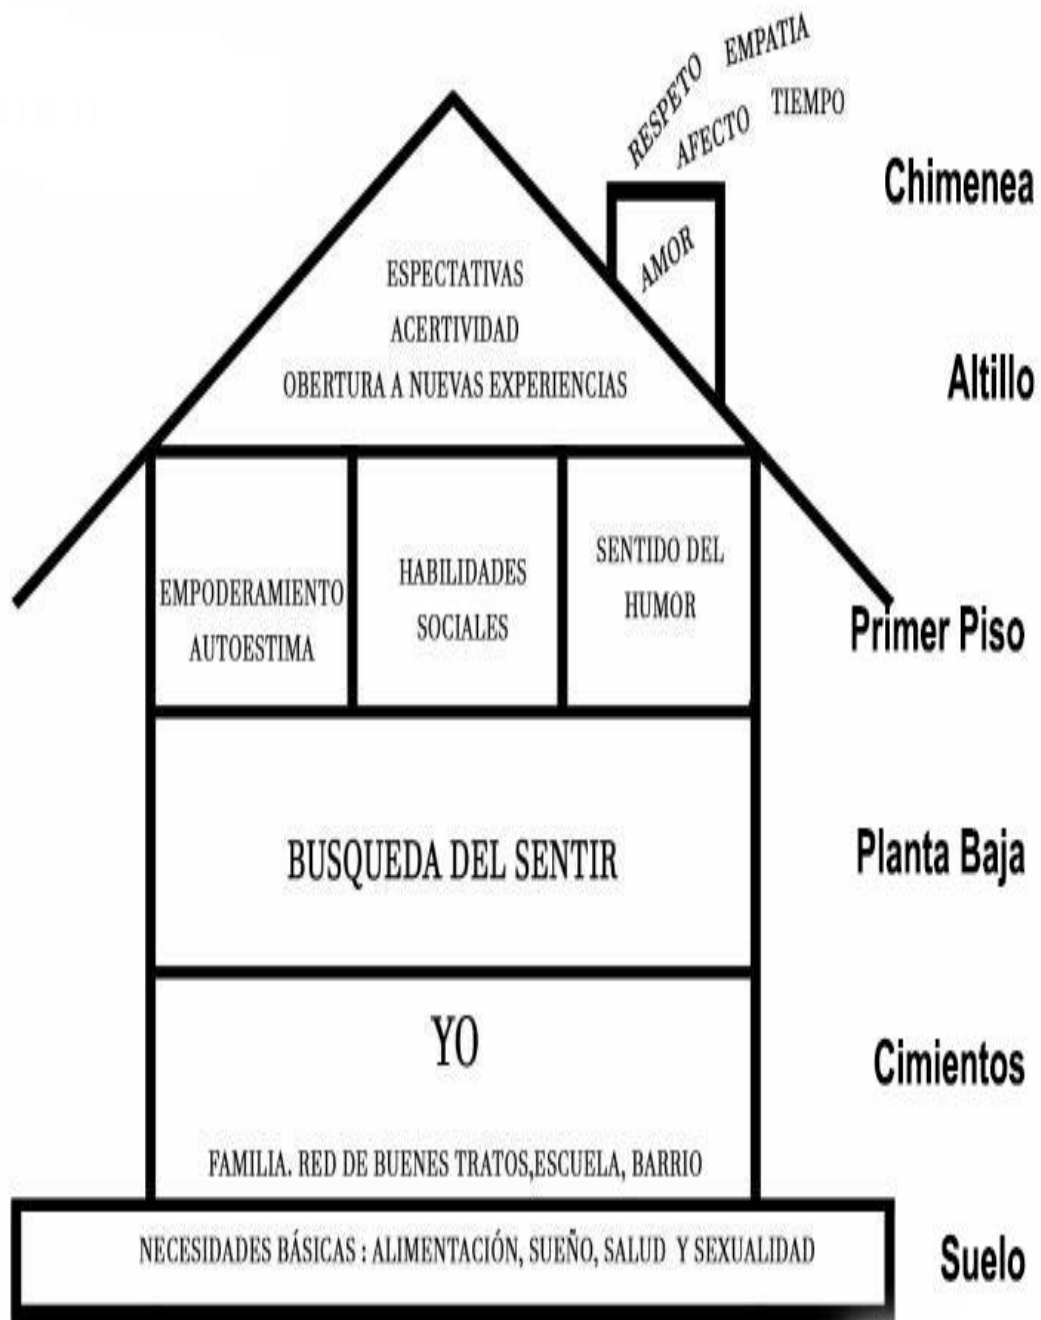 RESPETO
EMPATIA
AFECTO
TIEMPO
Chimenea
AMOR
ESPECTATIVAS
ACERTIVIDAD
OBERTURA A NUEVAS EXPERIENCIAS
Altillo
EMPODERAMIENTO
AUTOESTIMA
HABILIDADES
SOCIALES
SENTIDO DEL
HUMOR
Primer Piso
BUSQUEDA DEL SENTIR
Planta Baja
YO
Cimientos
FAMILIA. RED DE BUENES TRATOS,ESCUELA, BARRIO
NECESIDADES BÁSICAS : ALIMENTACIÓN, SUEÑO, SALUD Y SEXUALIDAD
Suelo